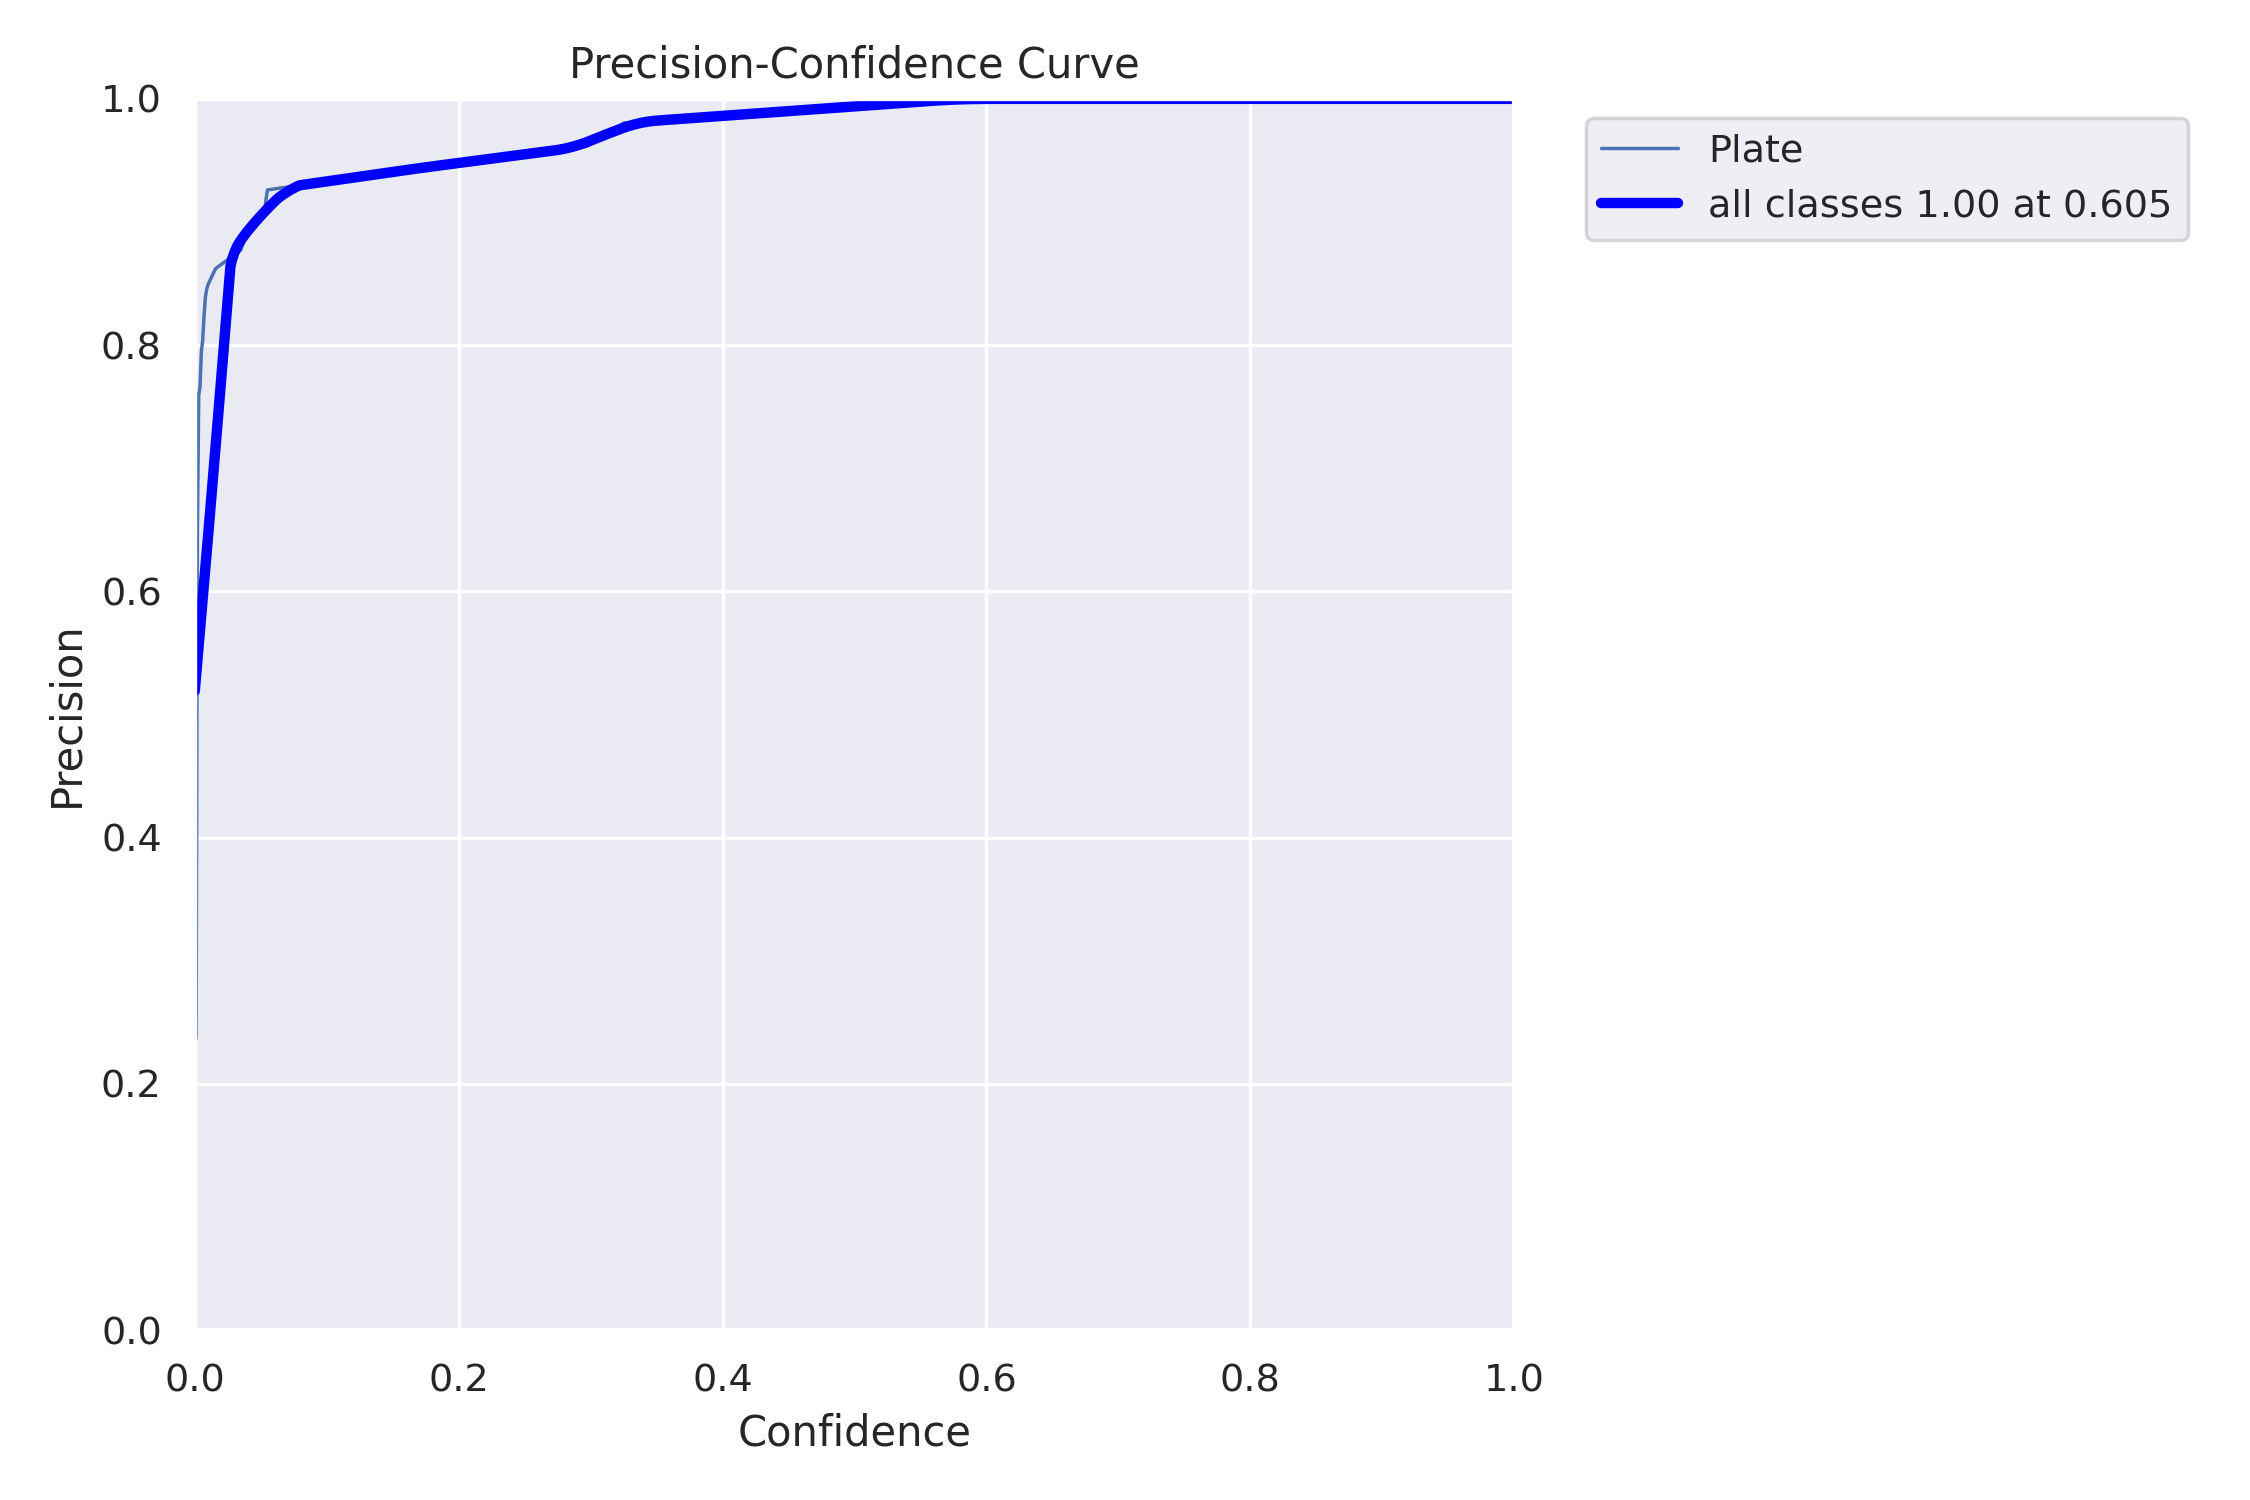 Precision-Confidence Curve
1.0
0.8
0.6
0.4
0.2
0.0
Precision
0.0 0.2 0.4 0.6 0.8 1.0
Confidence
Plate
all classes 1.00 at 0.605